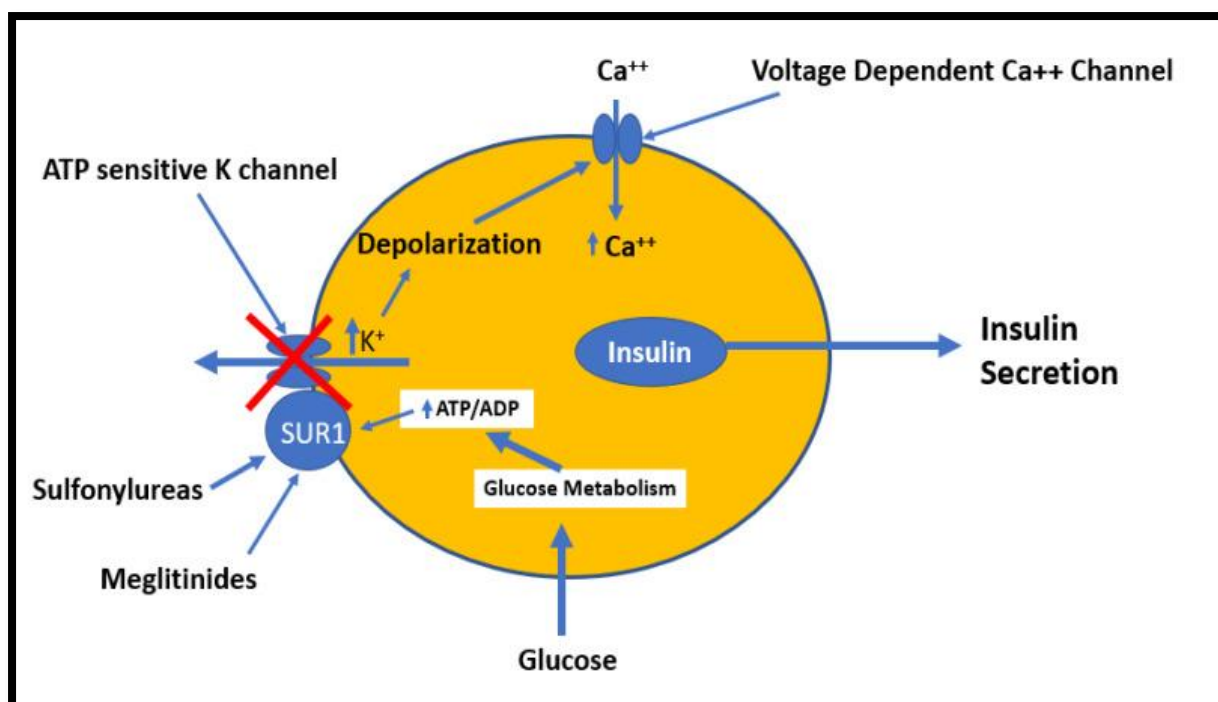 Ca⁺⁺
Voltage Dependent Ca++ Channel
ATP sensitive K channel
Depolarization
Ca⁺⁺
K⁺
Insulin
Insulin
Secretion
ATP/ADP
SUR1
Sulfonylureas
Glucose Metabolism
Meglitinides
Glucose